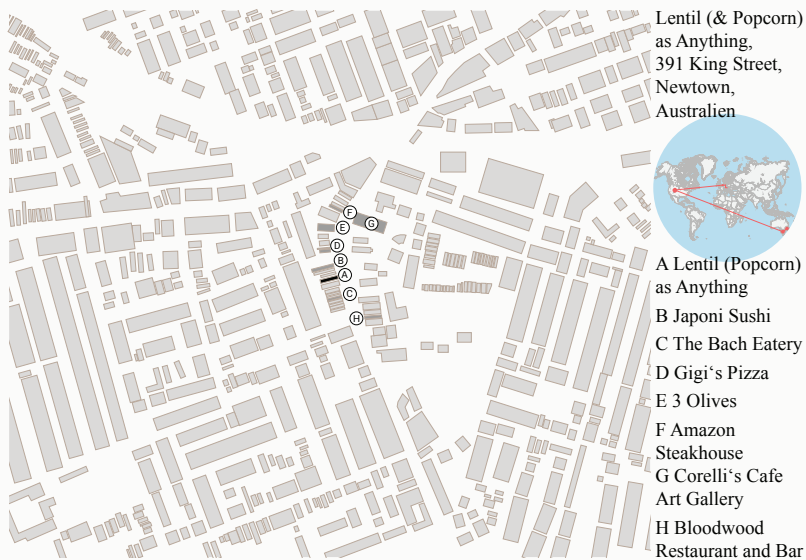 Lentil (& Popcorn)
as Anything,
391 King Street,
Newtown,
Australien
F
G
E
D
B
A
C
H
A Lentil (Popcorn)
as Anything
B Japoni Sushi
C The Bach Eatery
D Gigi‘s Pizza
E 3 Olives
F Amazon
Steakhouse
G Corelli‘s Cafe
Art Gallery
H Bloodwood
Restaurant and Bar